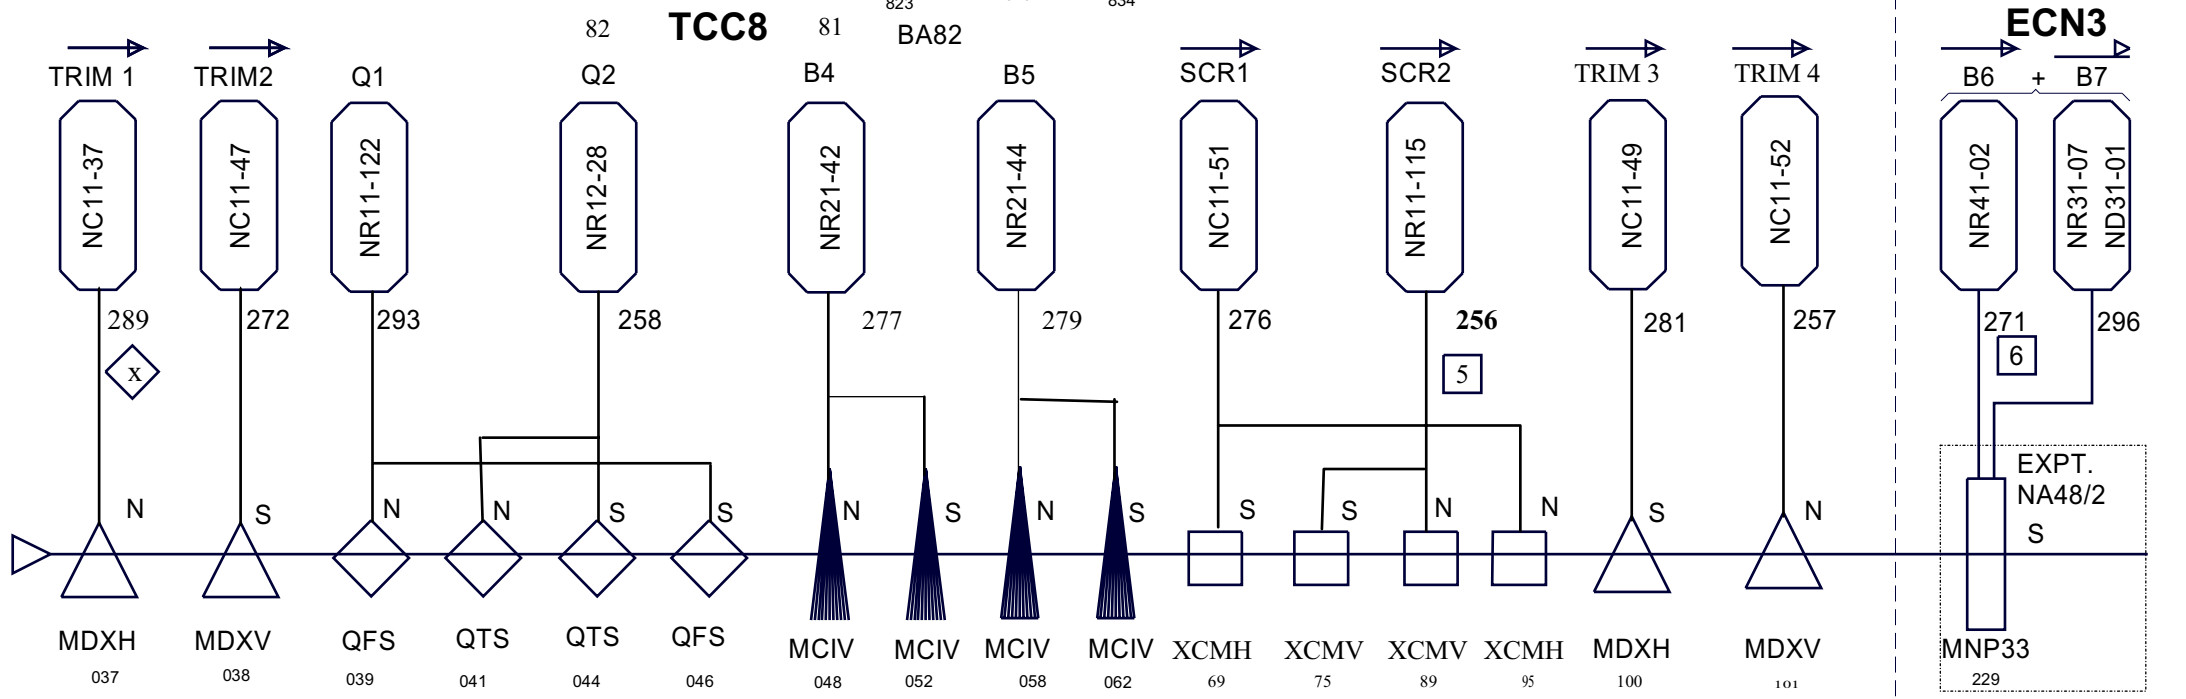 823
834
82
TCC8
81
BA82
ECN3
TRIM 1
TRIM2
Q1
Q2
B4
B5
SCR1
SCR2
TRIM 3
TRIM 4
B6 + B7
NC11-37
NC11-47
NR11-122
NR12-28
NR21-42
NR21-44
NC11-51
NR11-115
NC11-49
NC11-52
NR41-02
NR31-07
ND31-01
289
272
293
258
277
279
276
256
281
257
271
296
x
5
6
EXPT.
NA48/2
N
S
N
N
S
S
N
S
N
S
S
S
N
N
S
N
S
MDXH
MDXV
QFS
QTS
QTS
QFS
MCIV
MCIV
MCIV
MCIV
XCMH
XCMV
XCMV
XCMH
MDXH
MDXV
MNP33
037
038
039
041
044
046
048
052
058
062
69
75
89
95
100
101
229